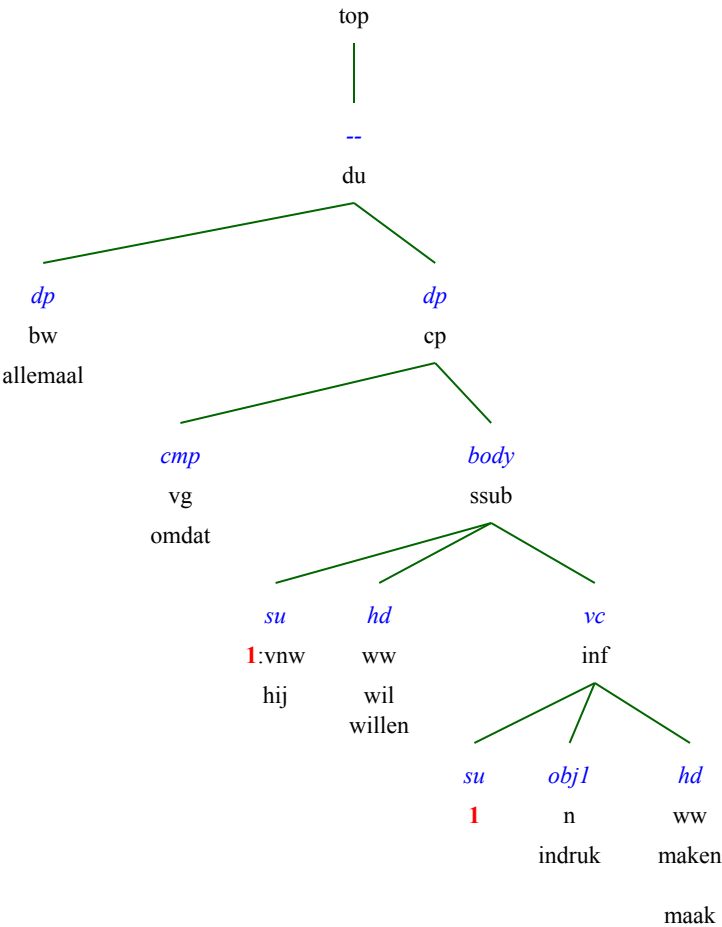 top
--
du
dp dp
bw cp
allemaal
cmp body
vg ssub
omdat
su hd vc
1:vnw ww inf
hij wil
willen
su obj1 hd
1 n ww
indruk maken
maak